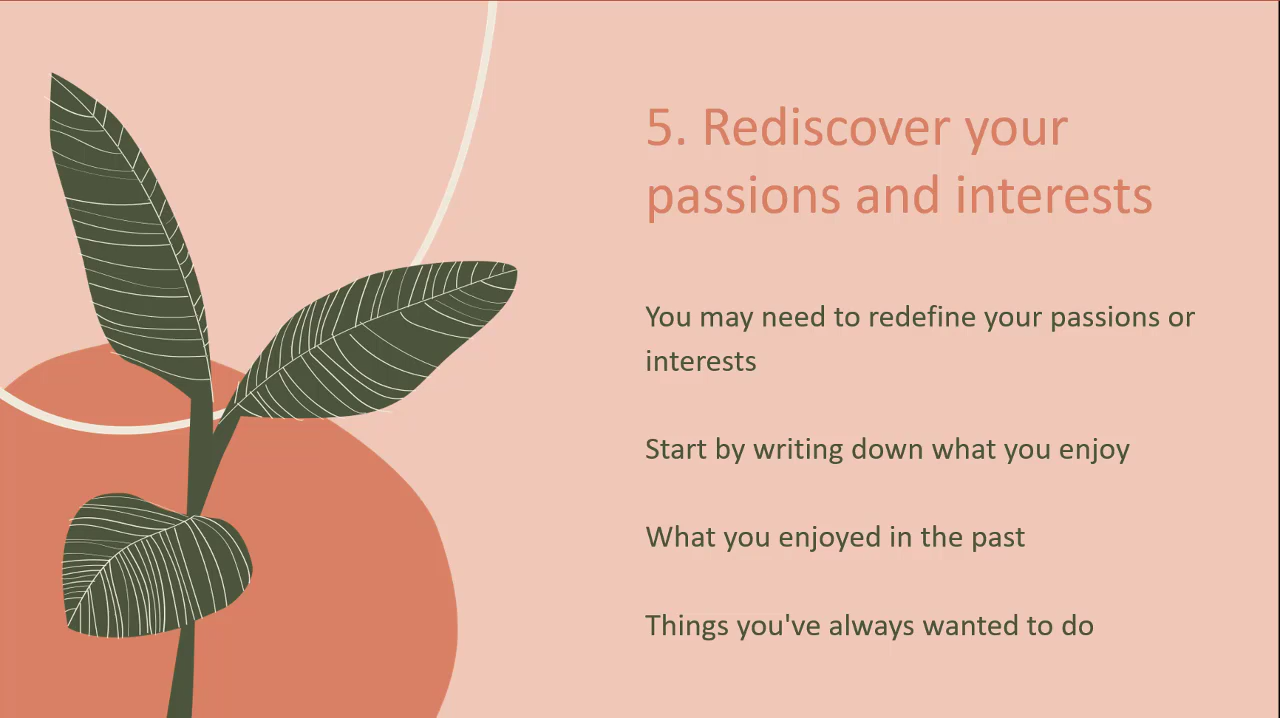 5. Rediscover your
passions and interests
You may need to redefine your passions or
interests
Start by writing down what you enjoy
What you enjoyed in the past
Things you've always wanted to do